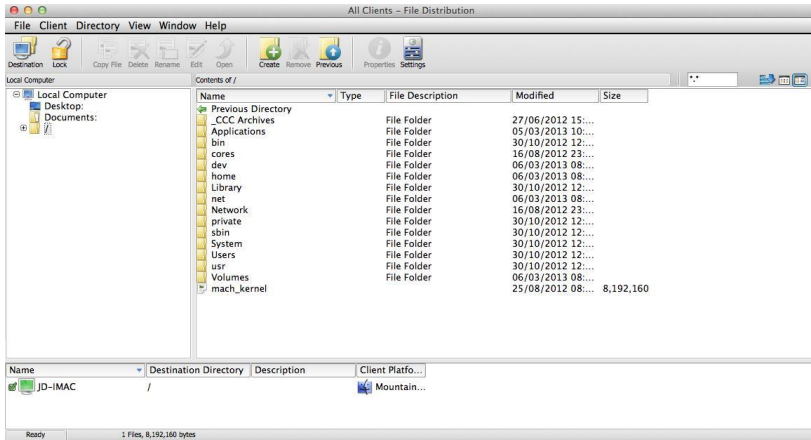 All Clients – File Distribution
File Client Directory View Window Help
Destination Lock Copy File Delete Rename Edit Open Create Remove Previous Properties Settings
Local Computer Contents of / *.*
Local Computer
Desktop:
Documents:
/
Name Type File Description Modified Size
Previous Directory
_CCC Archives File Folder 27/06/2012 15:...
Applications File Folder 05/03/2013 10:...
bin File Folder 30/10/2012 12:...
cores File Folder 16/08/2012 23:...
dev File Folder 06/03/2013 08:...
home File Folder 06/03/2013 08:...
Library File Folder 30/10/2012 12:...
net File Folder 06/03/2013 08:...
Network File Folder 16/08/2012 23:...
private File Folder 30/10/2012 12:...
sbin File Folder 30/10/2012 12:...
System File Folder 30/10/2012 12:...
Users File Folder 30/10/2012 12:...
usr File Folder 30/10/2012 12:...
Volumes File Folder 06/03/2013 08:...
mach_kernel 25/08/2012 08:... 8,192,160
Name Destination Directory Description Client Platfo...
JD-IMAC / Mountain...
Ready 1 Files, 8,192,160 bytes